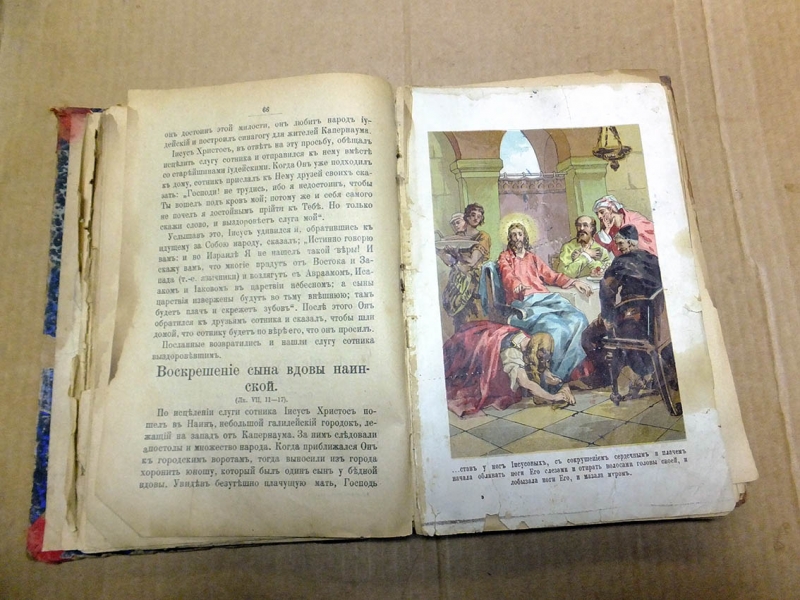 66
онъ достоинъ этой милости, онъ любитъ народъ іу-
дейскій и построилъ синагогу для жителей Капернаума.
Іисусъ Христосъ, въ отвѣтъ на эту просьбу, обѣщалъ
исцѣлить слугу сотника и отправился къ нему вмѣстѣ
со старѣйшинами іудейскими. Когда Онъ уже подходилъ
къ дому, сотникъ прислалъ къ Нему друзей своихъ ска-
зать: „Господи! не трудись, ибо я недостоинъ, чтобы
Ты вошелъ подъ кровъ мой; потому же и себя самого
не почелъ я достойнымъ прійти къ Тебѣ. Но только
скажи слово, и выздоровѣетъ слуга мой“.
Услышавъ это, Іисусъ удивился и, обратившись къ
идущему за Собою народу, сказалъ: „Истинно говорю
вамъ: и во Израилѣ Я не нашелъ такой вѣры! И
скажу вамъ, что многіе придутъ отъ Востока и За-
пада (т.-е. язычники) и возлягутъ съ Авраамомъ, Иса-
акомъ и Іаковомъ въ царствіи небесномъ; а сыны
царствія извержены будутъ во тьму внѣшнюю; тамъ
будетъ плачъ и скрежетъ зубовъ“. Послѣ этого Онъ
обратился къ друзьямъ сотника и сказалъ, чтобы шли
домой, что сотнику будетъ по вѣрѣ его, что онъ просилъ.
Посланные возвратились и нашли слугу сотника
выздоровѣвшимъ.
Воскрешеніе сына вдовы наин-
ской.
(Лк. VII, 11—17).
По исцѣленіи слуги сотника Іисусъ Христосъ по-
шелъ въ Наинъ, небольшой галилейскій городокъ, ле-
жащій на западъ отъ Капернаума. За нимъ слѣдовали
апостолы и множество народа. Когда приближался Онъ
къ городскимъ воротамъ, тогда выносили изъ города
хоронить юношу, который былъ одинъ сынъ у бѣдной
вдовы. Увидѣвъ безутѣшно плачущую мать, Господь
...ставъ у ногъ Іисусовыхъ, съ сокрушеніемъ сердечнымъ и плачемъ
начала обливать ноги Его слезами и отирать волосами головы своей, и
лобызала ноги Его, и мазала муромъ.